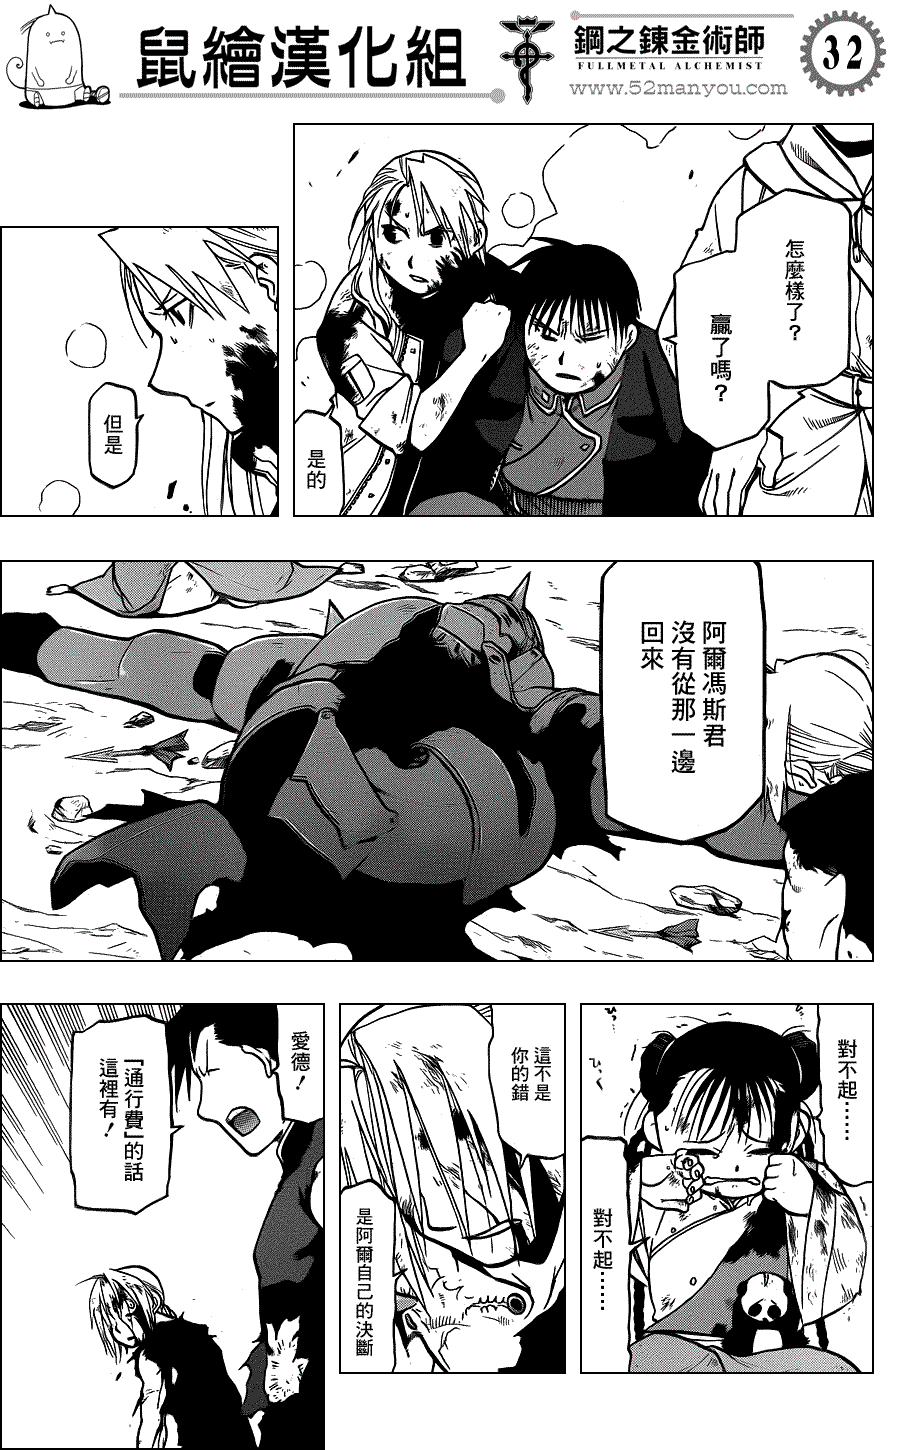 鼠繪漢化組
鋼之鍊金術師
FULLMETAL ALCHEMIST
www.52manyou.com
32
怎麼樣了？
贏了嗎？
是的
但是
阿爾馮斯君
沒有從那一邊
回來
對不起……
對不起……
這不是
你的錯
是阿爾自己的決斷
愛德！
「通行費」的話
這裡有！